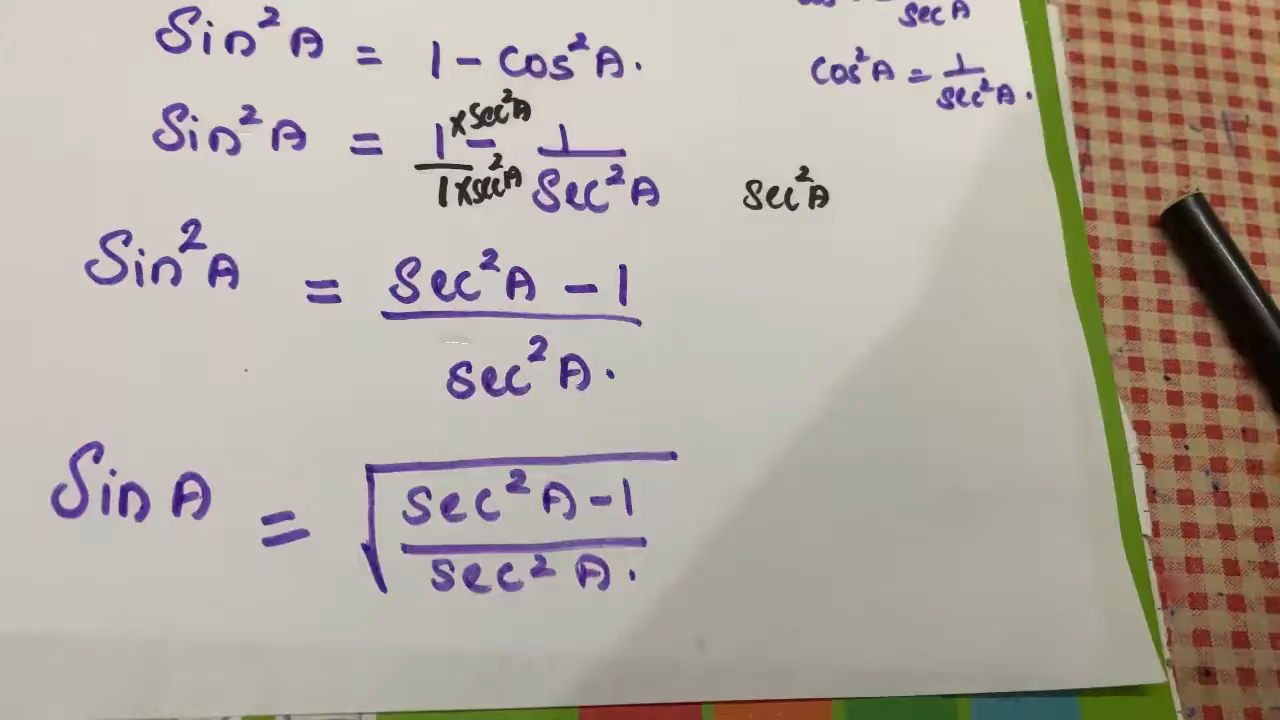 Sin²A = 1 - Cos²A.
sec A
Cos²A = 1/sec²A.
Sin²A = 1×sec²A/1×sec²A - 1/Sec²A
sec²A
Sin²A = Sec²A - 1/sec²A.
Sin A = √(sec²A-1/sec²A.)